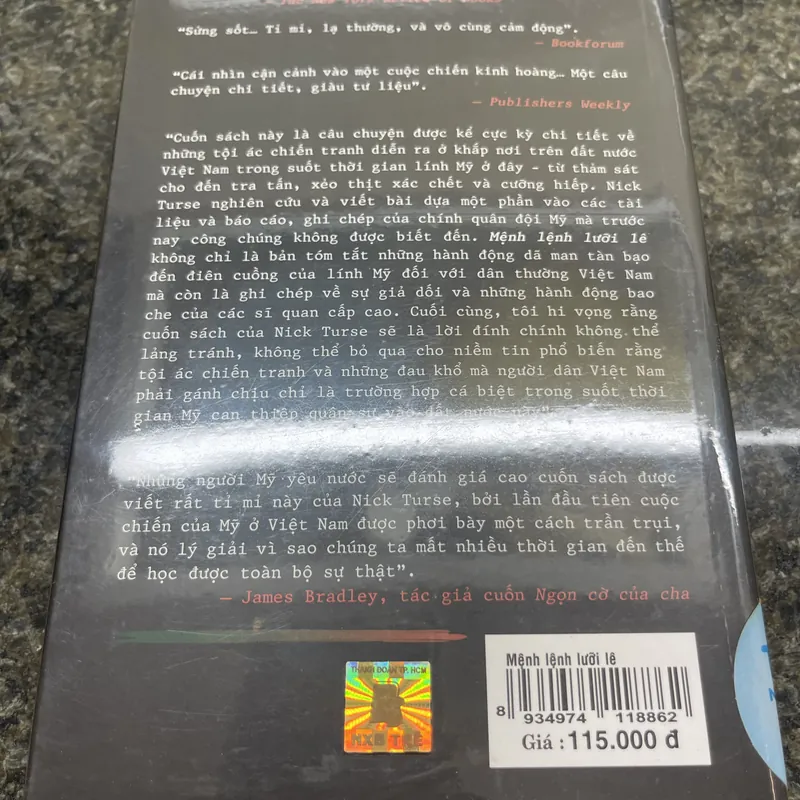 "Sửng sốt… Tỉ mỉ, lạ thường, và vô cùng cảm động".
— Bookforum
"Cái nhìn cận cảnh vào một cuộc chiến kinh hoàng… Một câu
chuyện chi tiết, giàu tư liệu".
— Publishers Weekly
"Cuốn sách này là câu chuyện được kể cực kỳ chi tiết về
những tội ác chiến tranh diễn ra ở khắp nơi trên đất nước
Việt Nam trong suốt thời gian lính Mỹ ở đây - từ thảm sát
cho đến tra tấn, xẻo thịt xác chết và cưỡng hiếp. Nick
Turse nghiên cứu và viết bài dựa một phần vào các tài
liệu và báo cáo, ghi chép của chính quân đội Mỹ mà trước
nay công chúng không được biết đến. Mệnh lệnh lưỡi lê
không chỉ là bản tóm tắt những hành động dã man tàn bạo
đến điên cuồng của lính Mỹ đối với dân thường Việt Nam
mà còn là ghi chép về sự giả dối và những hành động bao
che của các sĩ quan cấp cao. Cuối cùng, tôi hi vọng rằng
cuốn sách của Nick Turse sẽ là lời đính chính không thể
lảng tránh, không thể bỏ qua cho niềm tin phổ biến rằng
tội ác chiến tranh và những đau khổ mà người dân Việt Nam
phải gánh chịu chỉ là trường hợp cá biệt trong suốt thời
gian Mỹ can thiệp quân sự vào đất nước này"
"Những người Mỹ yêu nước sẽ đánh giá cao cuốn sách được
viết rất tỉ mỉ này của Nick Turse, bởi lần đầu tiên cuộc
chiến của Mỹ ở Việt Nam được phơi bày một cách trần trụi,
và nó lý giải vì sao chúng ta mất nhiều thời gian đến thế
để học được toàn bộ sự thật".
— James Bradley, tác giả cuốn Ngọn cờ của cha
THÀNH ĐOÀN TP. HCM
NXB TRẺ
Mệnh lệnh lưỡi lê
8 934974 118862
Giá : 115.000 đ